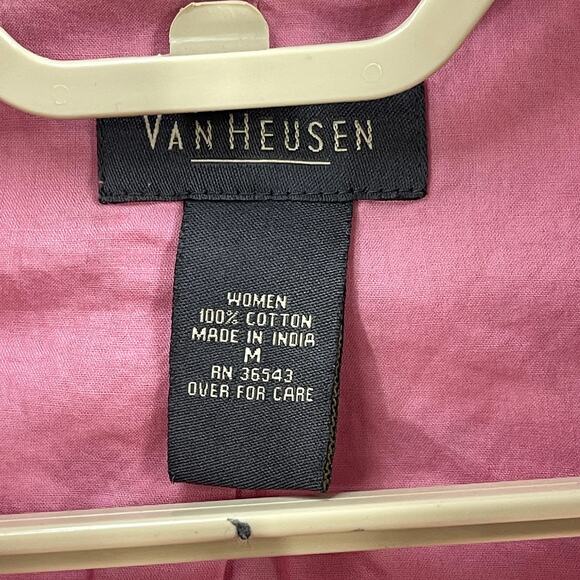 VAN HEUSEN
WOMEN
100% COTTON
MADE IN INDIA
M
RN 36543
OVER FOR CARE